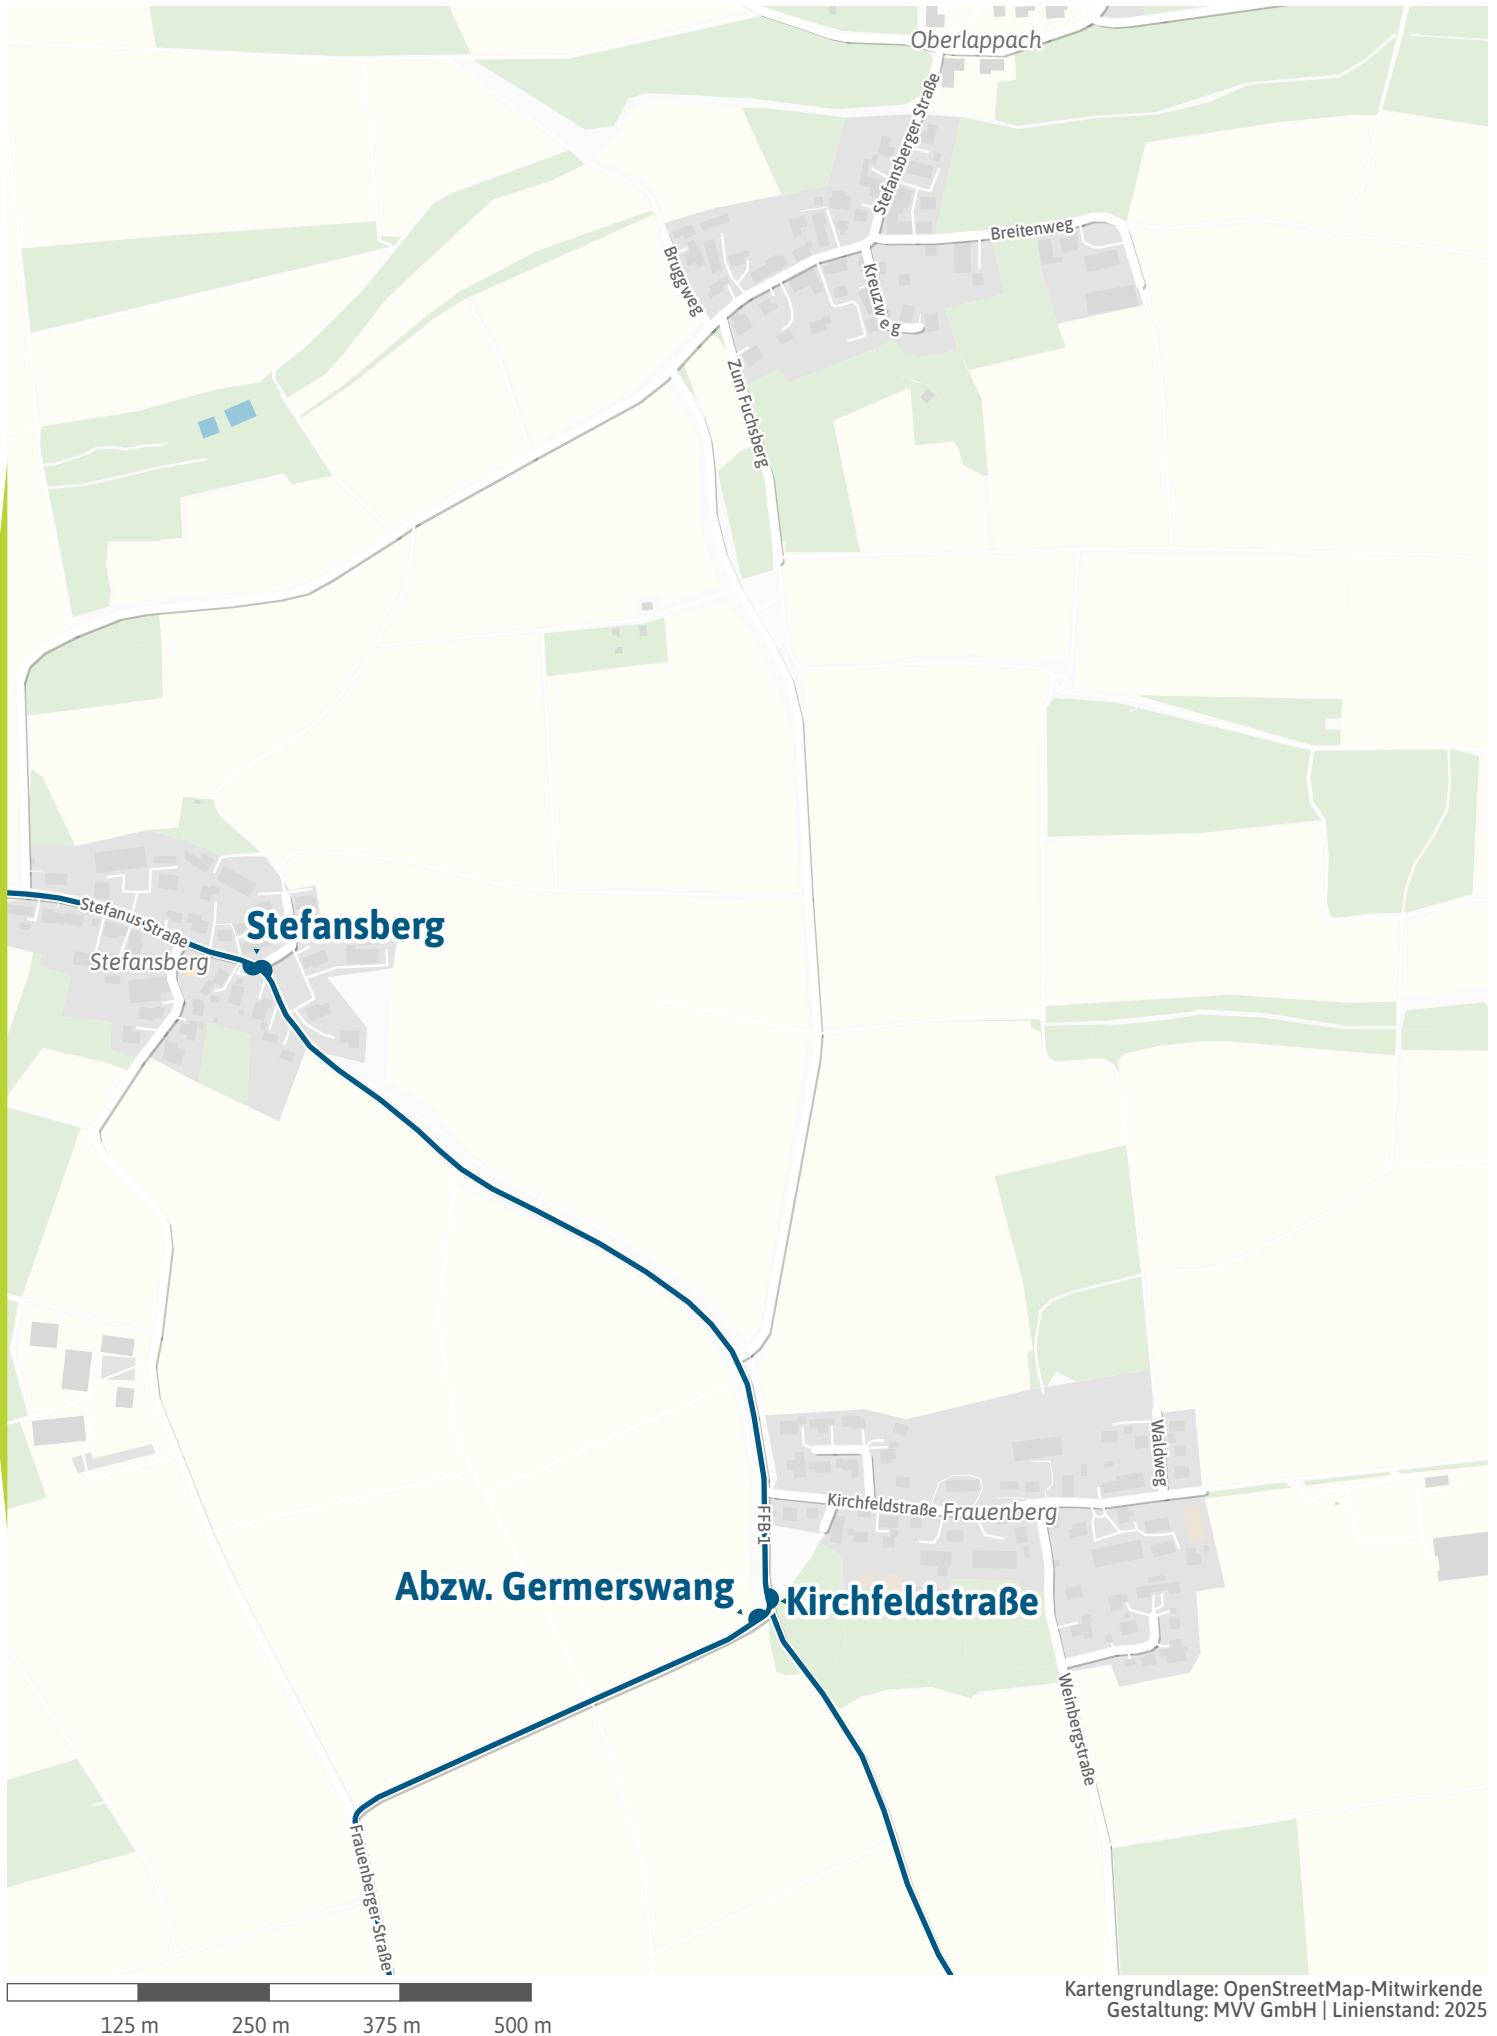 Oberlappach
Stefansberger Straße
Breitenweg
Bruggweg
Kreuzweg
Zum Fuchsberg
Stefansberg
Stefanus-Straße
Stefansberg
Waldweg
Kirchfeldstraße
Frauenberg
FFB 1
Abzw. Germerswang
Kirchfeldstraße
Weinbergstraße
Frauenberger Straße
125 m 250 m 375 m 500 m
Kartengrundlage: OpenStreetMap-Mitwirkende
Gestaltung: MVV GmbH | Linienstand: 2025